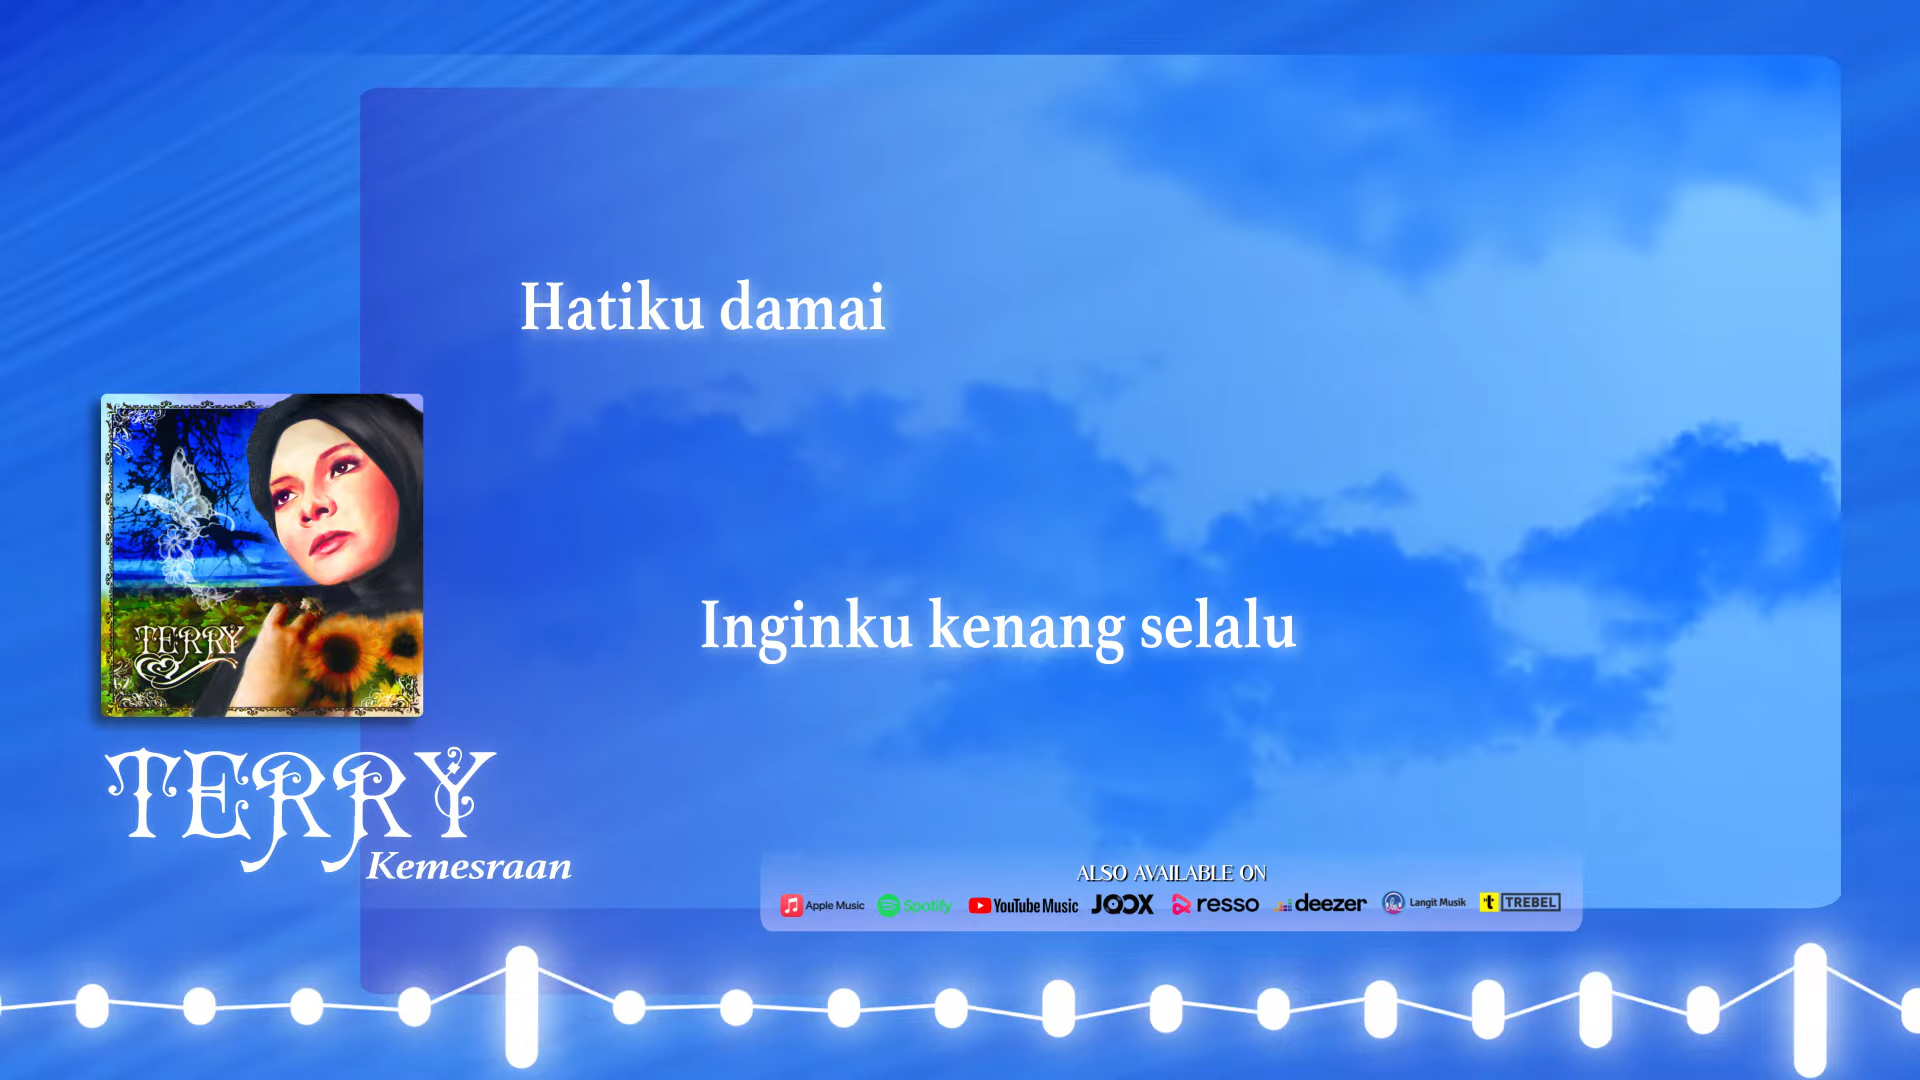 Hatiku damai
Inginku kenang selalu
TERRY
TERRY
Kemesraan
ALSO AVAILABLE ON
Apple Music Spotify YouTube Music JOOX resso deezer Langit Musik t TREBEL